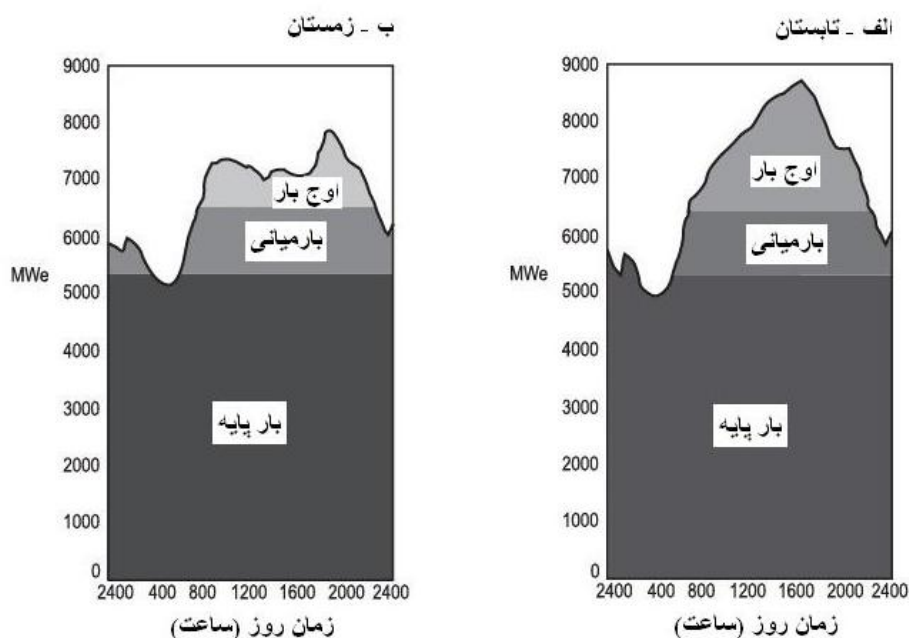 الف - تابستان
9000
8000
7000
6000
MWe
5000
4000
3000
2000
1000
0
اوج بار
بارمیانی
بار پایه
2400 400 800 1200 1600 2000 2400
زمان روز (ساعت)
ب - زمستان
9000
8000
7000
6000
MWe
5000
4000
3000
2000
1000
0
اوج بار
بارمیانی
بار پایه
2400 400 800 1200 1600 2000 2400
زمان روز (ساعت)